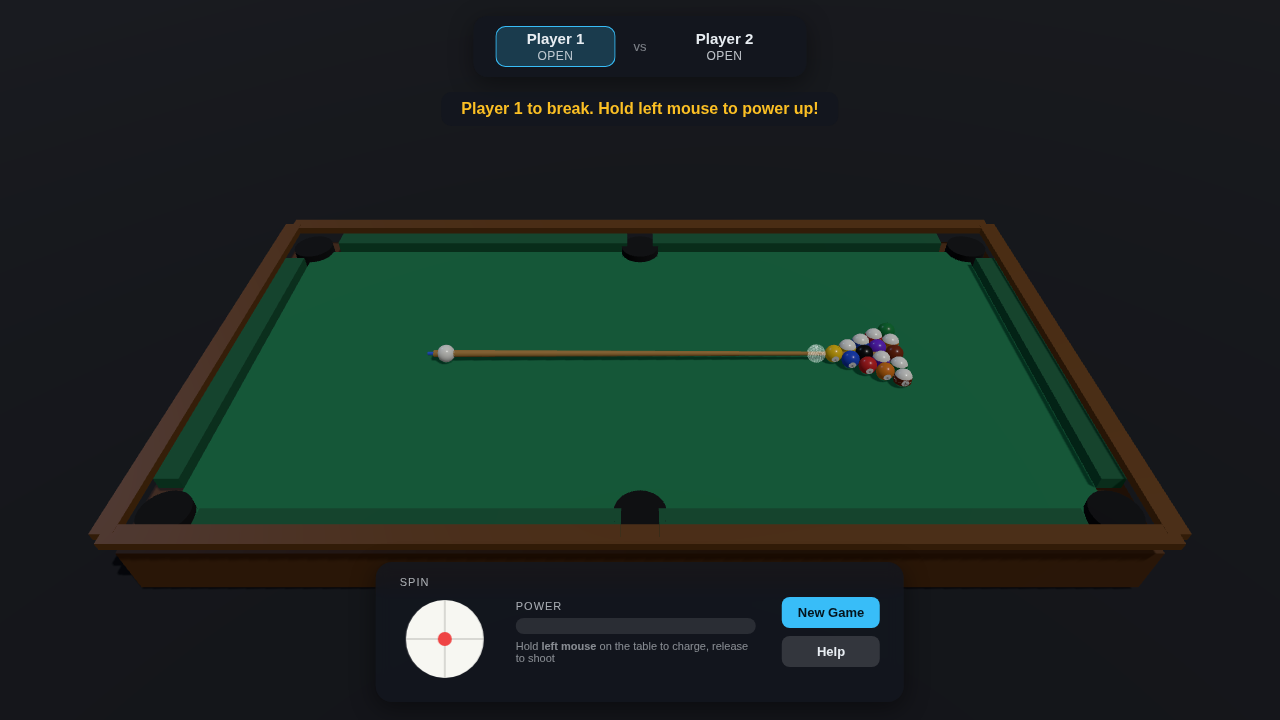 Player 1
OPEN
vs
Player 2
OPEN
Player 1 to break. Hold left mouse to power up!
SPIN
POWER
Hold left mouse on the table to charge, release
to shoot
New Game
Help